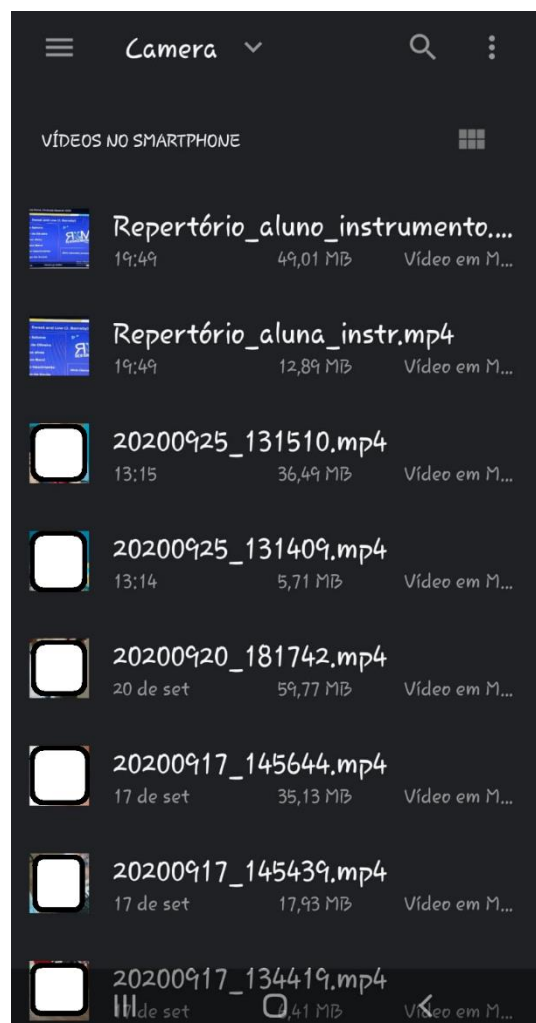 Camera
VÍDEOS NO SMARTPHONE
Repertório_aluno_instrumento....
19:49 49,01 MB Vídeo em M...
Repertório_aluna_instr.mp4
19:49 12,89 MB Vídeo em M...
20200925_131510.mp4
13:15 36,49 MB Vídeo em M...
20200925_131409.mp4
13:14 5,71 MB Vídeo em M...
20200920_181742.mp4
20 de set 59,77 MB Vídeo em M...
20200917_145644.mp4
17 de set 35,13 MB Vídeo em M...
20200917_145439.mp4
17 de set 17,93 MB Vídeo em M...
20200917_134419.mp4
de set MB Vídeo em M...